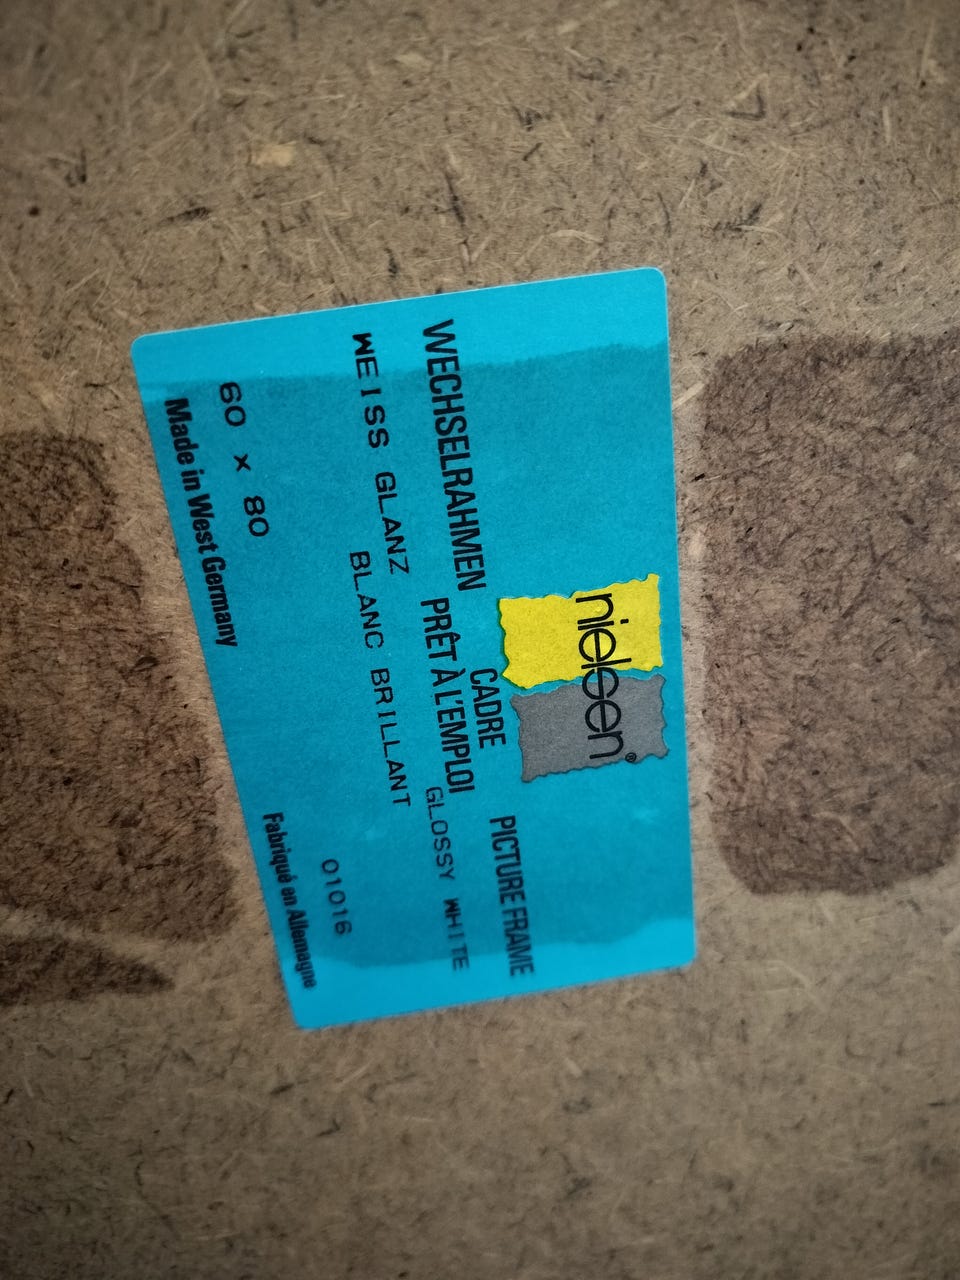 nielsen®
WECHSELRAHMEN
CADRE
PRÊT À L'EMPLOI
PICTURE FRAME
WEISS GLANZ
BLANC BRILLANT
GLOSSY WHITE
60 x 80
01016
Made in West Germany
Fabriqué en Allemagne